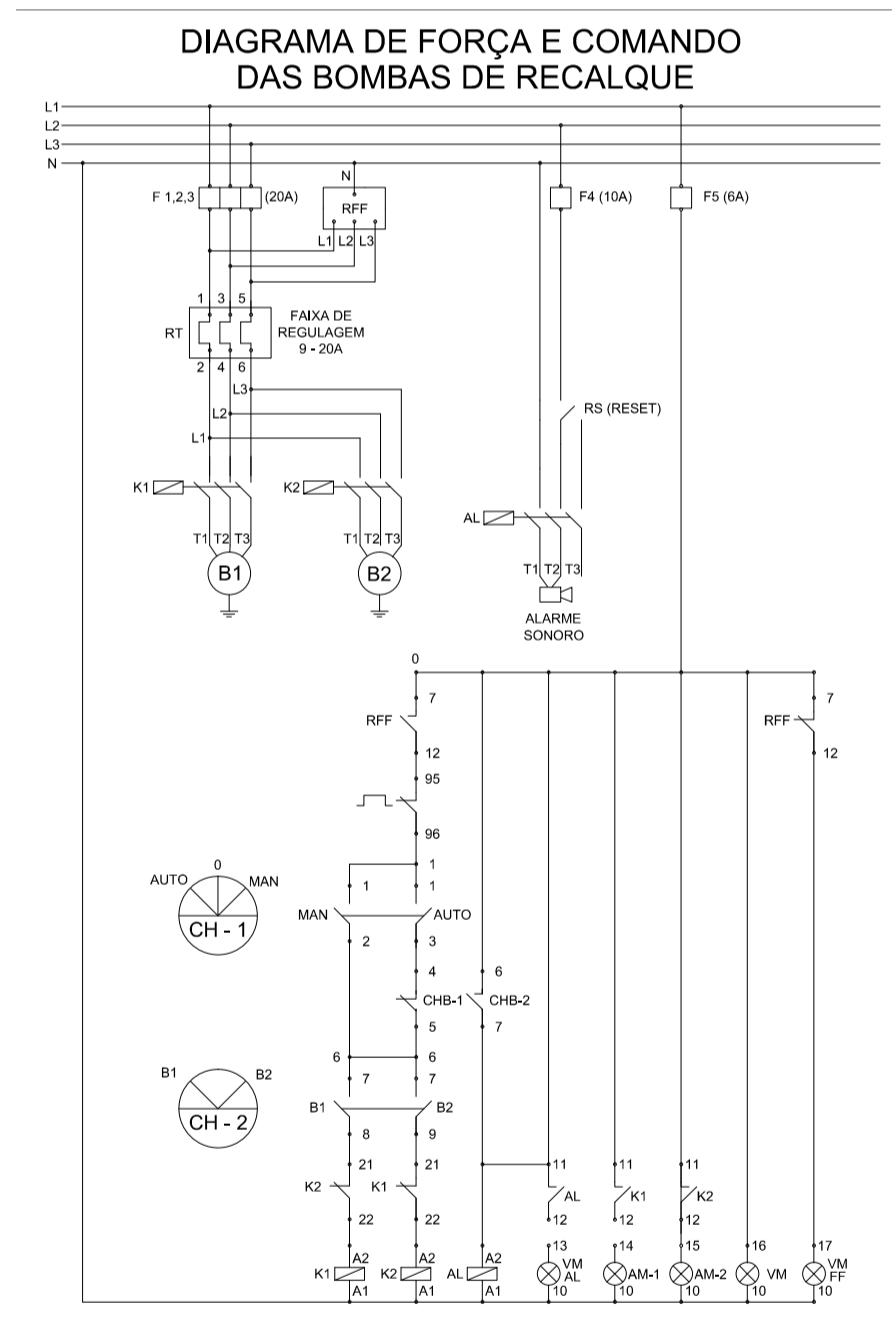 DIAGRAMA DE FORÇA E COMANDO
DAS BOMBAS DE RECALQUE
L1
L2
L3
N
F 1,2,3
(20A)
N
RFF
L1 L2 L3
F4 (10A)
F5 (6A)
1 3 5
RT
FAIXA DE
REGULAGEM
9 - 20A
2 4 6
L3
L2
L1
RS (RESET)
K1
K2
AL
T1 T2 T3
T1 T2 T3
T1 T2 T3
B1
B2
ALARME
SONORO
0
7
7
RFF
RFF
12
12
95
96
1
1
1
AUTO
0
MAN
CH - 1
MAN
AUTO
2
3
4
6
CHB-1
CHB-2
5
7
6
6
7
7
B1
B2
CH - 2
B1
B2
8
9
21
21
11
11
11
K2
K1
AL
K1
K2
22
22
12
12
12
A2
A2
A2
13
14
15
16
17
K1
K2
AL
VM
AL
AM-1
AM-2
VM
VM
FF
A1
A1
A1
10
10
10
10
10